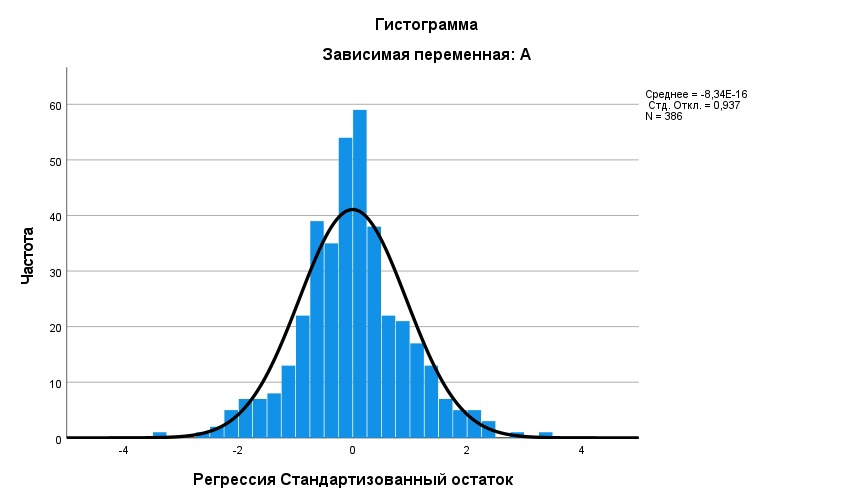 Гистограмма
Зависимая переменная: A
Среднее = -8,34E-16
Стд. Откл. = 0,937
N = 386
60
50
40
30
20
10
0
Частота
-4
-2
0
2
4
Регрессия Стандартизованный остаток